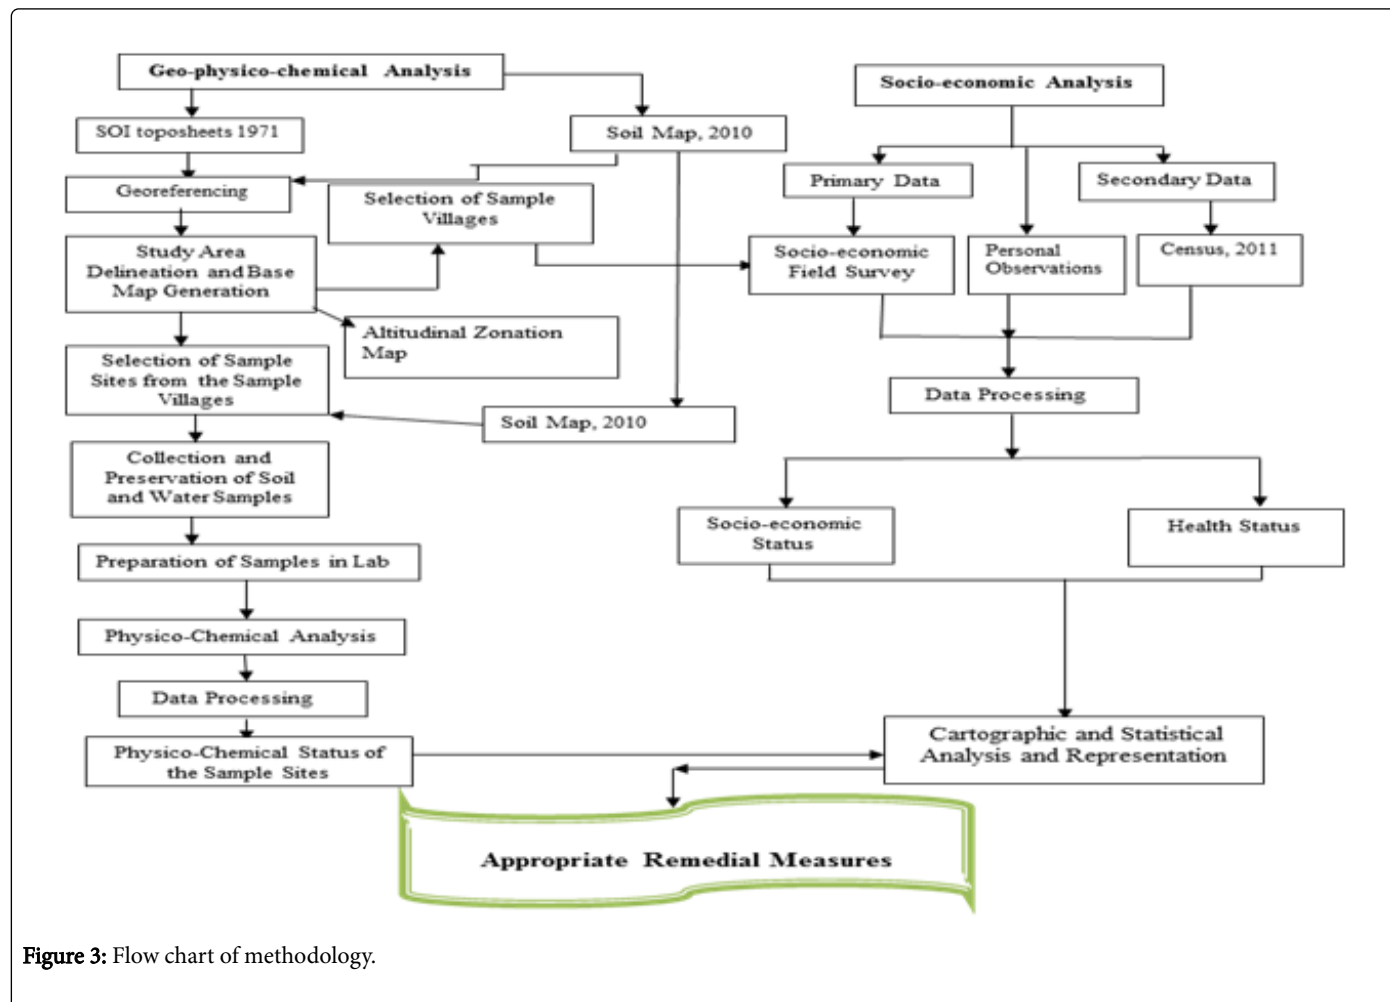 Geo-physico-chemical Analysis
Socio-economic Analysis
SOI toposheets 1971
Soil Map, 2010
Georeferencing
Selection of Sample
Villages
Primary Data
Secondary Data
Study Area
Delineation and Base
Map Generation
Socio-economic
Field Survey
Personal
Observations
Census, 2011
Altitudinal Zonation
Map
Selection of Sample
Sites from the Sample
Villages
Soil Map, 2010
Data Processing
Collection and
Preservation of Soil
and Water Samples
Socio-economic
Status
Health Status
Preparation of Samples in Lab
Physico-Chemical Analysis
Data Processing
Physico-Chemical Status of
the Sample Sites
Cartographic and Statistical
Analysis and Representation
Appropriate Remedial Measures
Figure 3: Flow chart of methodology.